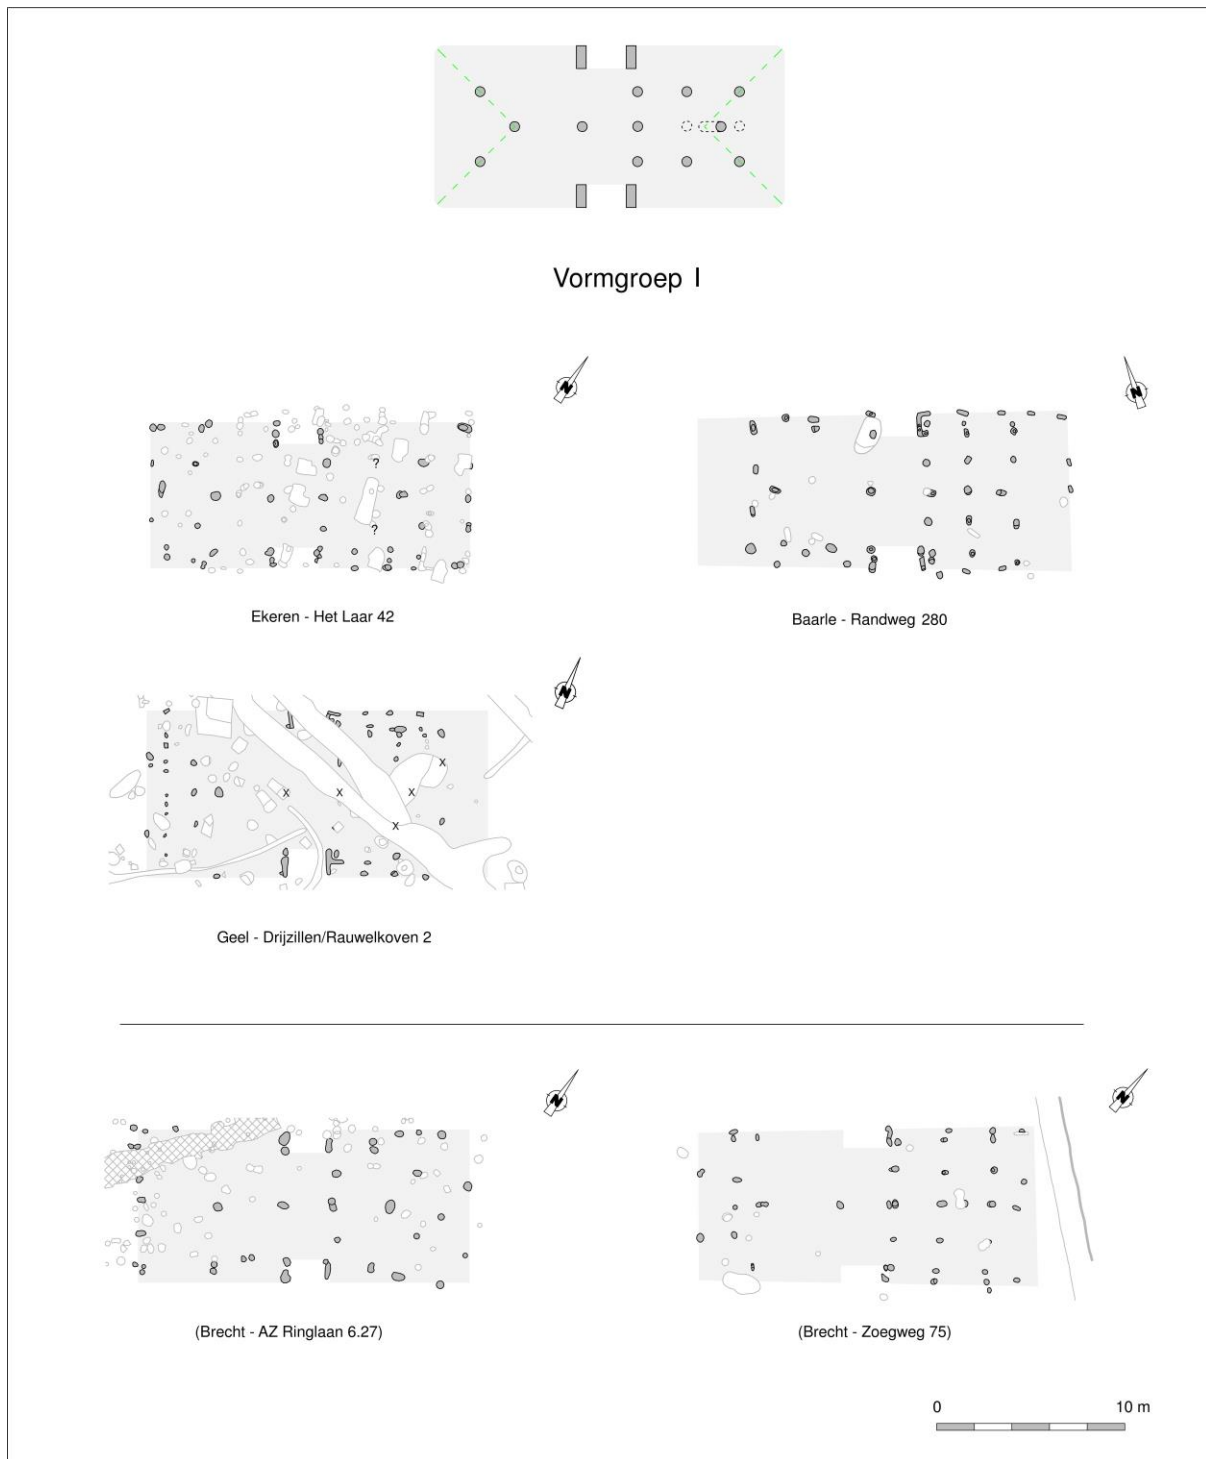 Vormgroep I
N
N
?
?
Ekeren - Het Laar 42
Baarle - Randweg 280
N
x
x
x
x
x
Geel - Drijzillen/Rauwelkoven 2
N
N
(Brecht - AZ Ringlaan 6.27)
(Brecht - Zoegweg 75)
0 10 m